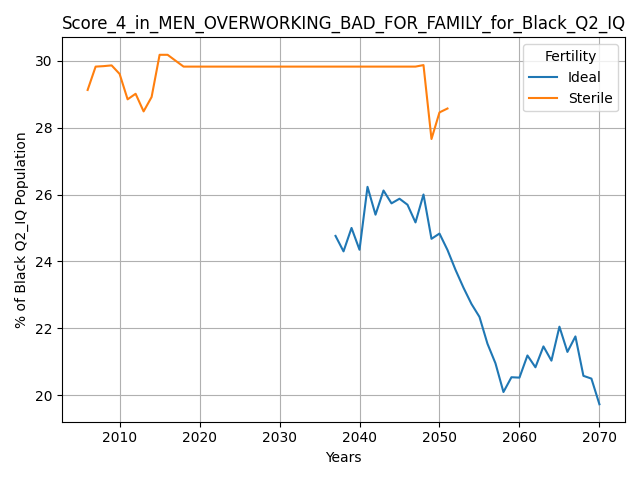 Score_4_in_MEN_OVERWORKING_BAD_FOR_FAMILY_for_Black_Q2_IQ
Fertility
Ideal
Sterile
% of Black Q2_IQ Population
30
28
26
24
22
20
2010
2020
2030
2040
2050
2060
2070
Years